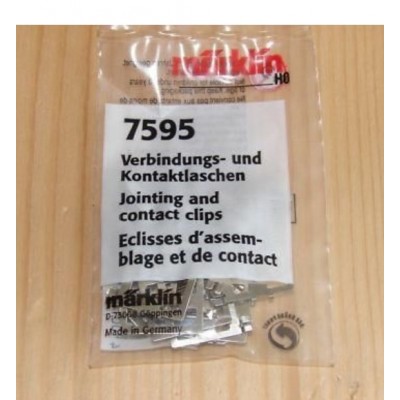 märklin
H0
7595
Verbindungs- und
Kontaktlaschen
Jointing and
contact clips
Eclisses d'assem-
blage et de contact
märklin
D-73008 Göppingen
Made in Germany